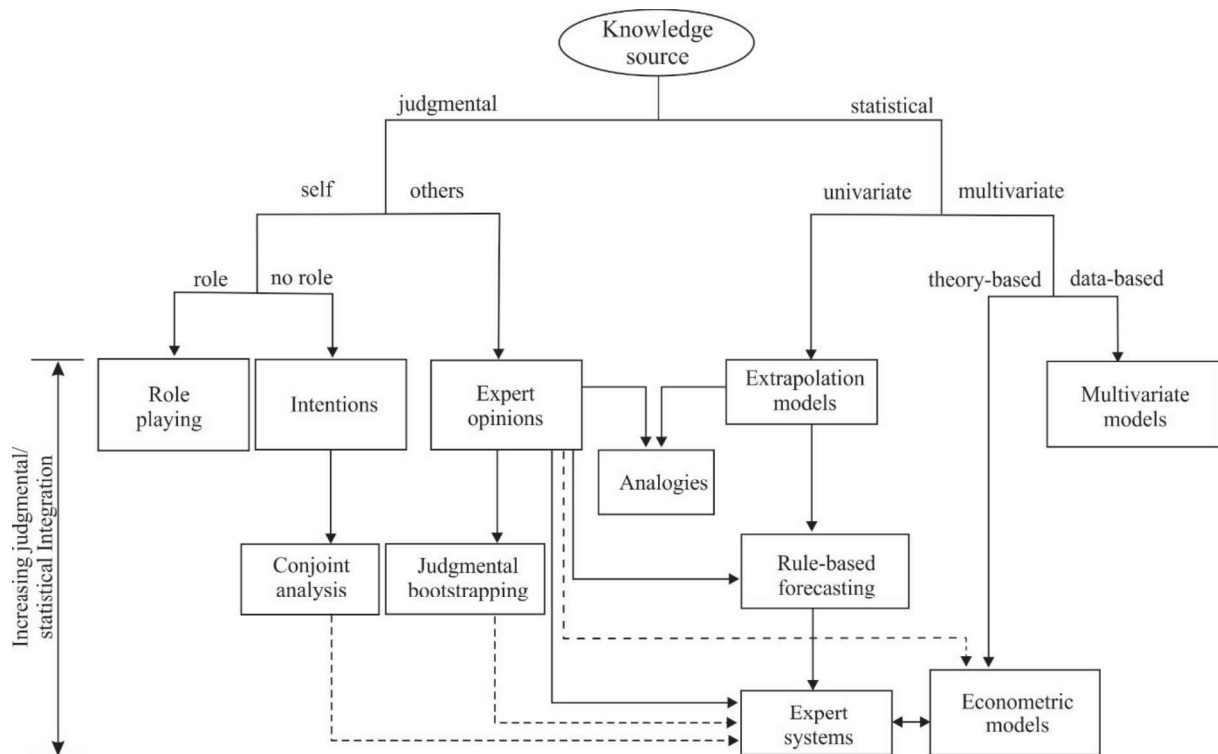 Knowledge
source
judgmental
statistical
self
others
univariate
multivariate
role
no role
theory-based
data-based
Role
playing
Intentions
Expert
opinions
Extrapolation
models
Multivariate
models
Analogies
Increasing judgmental/
statistical Integration
Conjoint
analysis
Judgmental
bootstrapping
Rule-based
forecasting
Expert
systems
Econometric
models